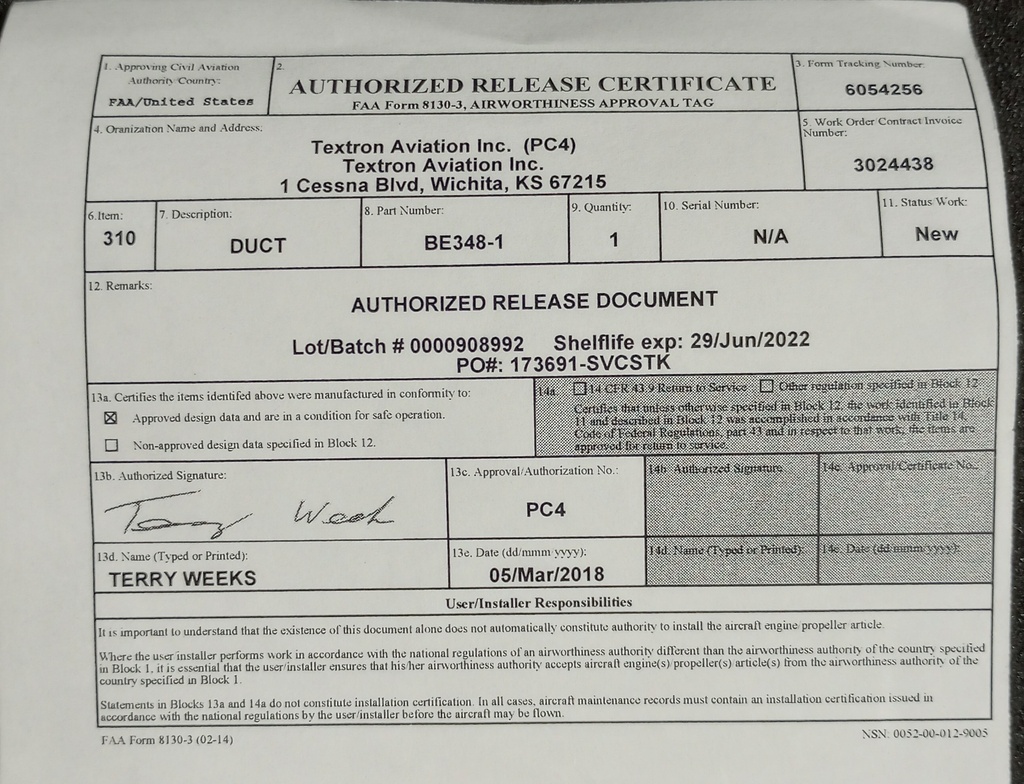 1. Approving Civil Aviation
Authority Country:
FAA/United States
2.
AUTHORIZED RELEASE CERTIFICATE
FAA Form 8130-3, AIRWORTHINESS APPROVAL TAG
3. Form Tracking Number:
6054256
4. Oranization Name and Address:
Textron Aviation Inc. (PC4)
Textron Aviation Inc.
1 Cessna Blvd, Wichita, KS 67215
5. Work Order Contract Invoice
Number:
3024438
6.Item:
310
7. Description:
DUCT
8. Part Number:
BE348-1
9. Quantity:
1
10. Serial Number:
N/A
11. Status Work:
New
12. Remarks:
AUTHORIZED RELEASE DOCUMENT
Lot/Batch # 0000908992 Shelflife exp: 29/Jun/2022
PO#: 173691-SVCSTK
13a. Certifies the items identifed above were manufactured in conformity to:
☒ Approved design data and are in a condition for safe operation.
☐ Non-approved design data specified in Block 12.
14a. ☐ 14 CFR 43.9 Return to Service ☐ Other regulation specified in Block 12
Certifies that unless otherwise specified in Block 12, the work identified in Block
11 and described in Block 12 was accomplished in accordance with Title 14,
Code of Federal Regulations, part 43 and in respect to that work, the items are
approved for return to service.
13b. Authorized Signature:
Terry Weeks
13c. Approval/Authorization No.:
PC4
14b. Authorized Signature
14c. Approval/Certificate No.:
13d. Name (Typed or Printed):
TERRY WEEKS
13e. Date (dd/mmm/yyyy):
05/Mar/2018
14d. Name (Typed or Printed):
14e. Date (dd/mmm/yyyy):
User/Installer Responsibilities
It is important to understand that the existence of this document alone does not automatically constitute authority to install the aircraft engine/propeller article.
Where the user installer performs work in accordance with the national regulations of an airworthiness authority different than the airworthiness authority of the country specified
in Block 1, it is essential that the user/installer ensures that his/her airworthiness authority accepts aircraft engine(s)/propeller(s) article(s) from the airworthiness authority of the
country specified in Block 1.
Statements in Blocks 13a and 14a do not constitute installation certification. In all cases, aircraft maintenance records must contain an installation certification issued in
accordance with the national regulations by the user/installer before the aircraft may be flown.
FAA Form 8130-3 (02-14)
NSN: 0052-00-012-9005